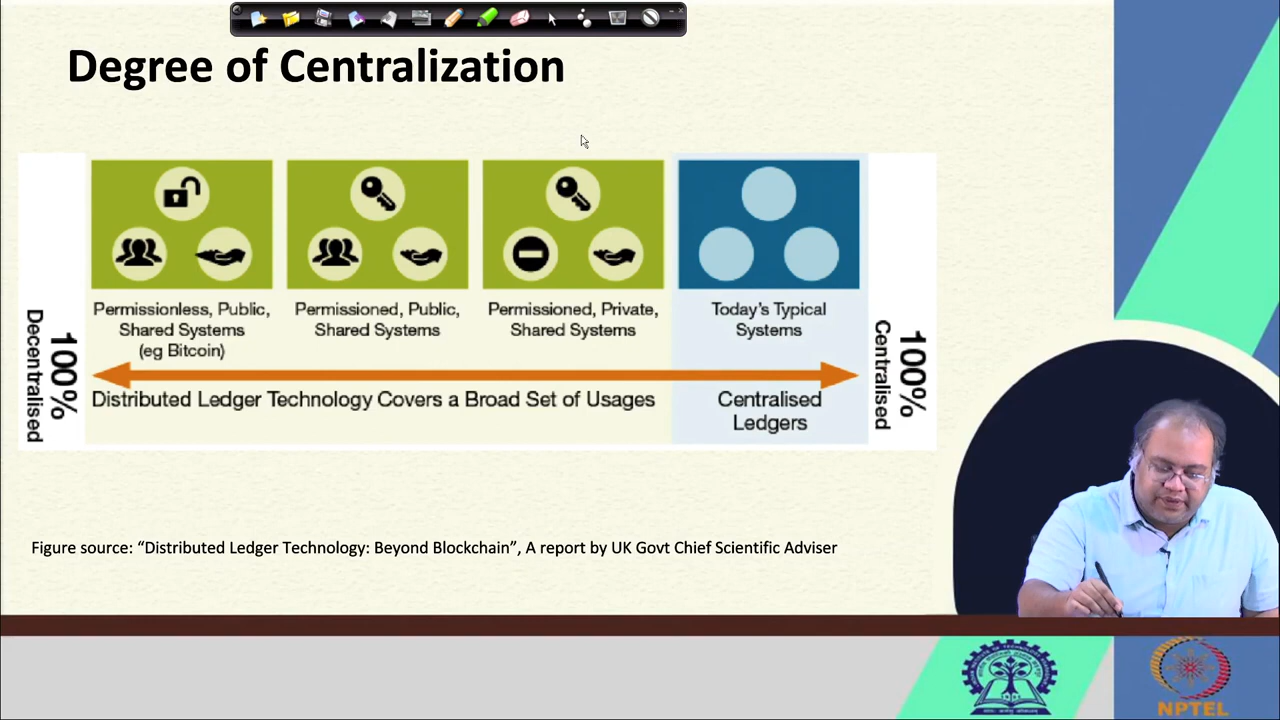 Degree of Centralization
100%
Decentralised
Permissionless, Public,
Shared Systems
(eg Bitcoin)
Permissioned, Public,
Shared Systems
Permissioned, Private,
Shared Systems
Today's Typical
Systems
Distributed Ledger Technology Covers a Broad Set of Usages
Centralised
Ledgers
100%
Centralised
Figure source: “Distributed Ledger Technology: Beyond Blockchain”, A report by UK Govt Chief Scientific Adviser
NPTEL